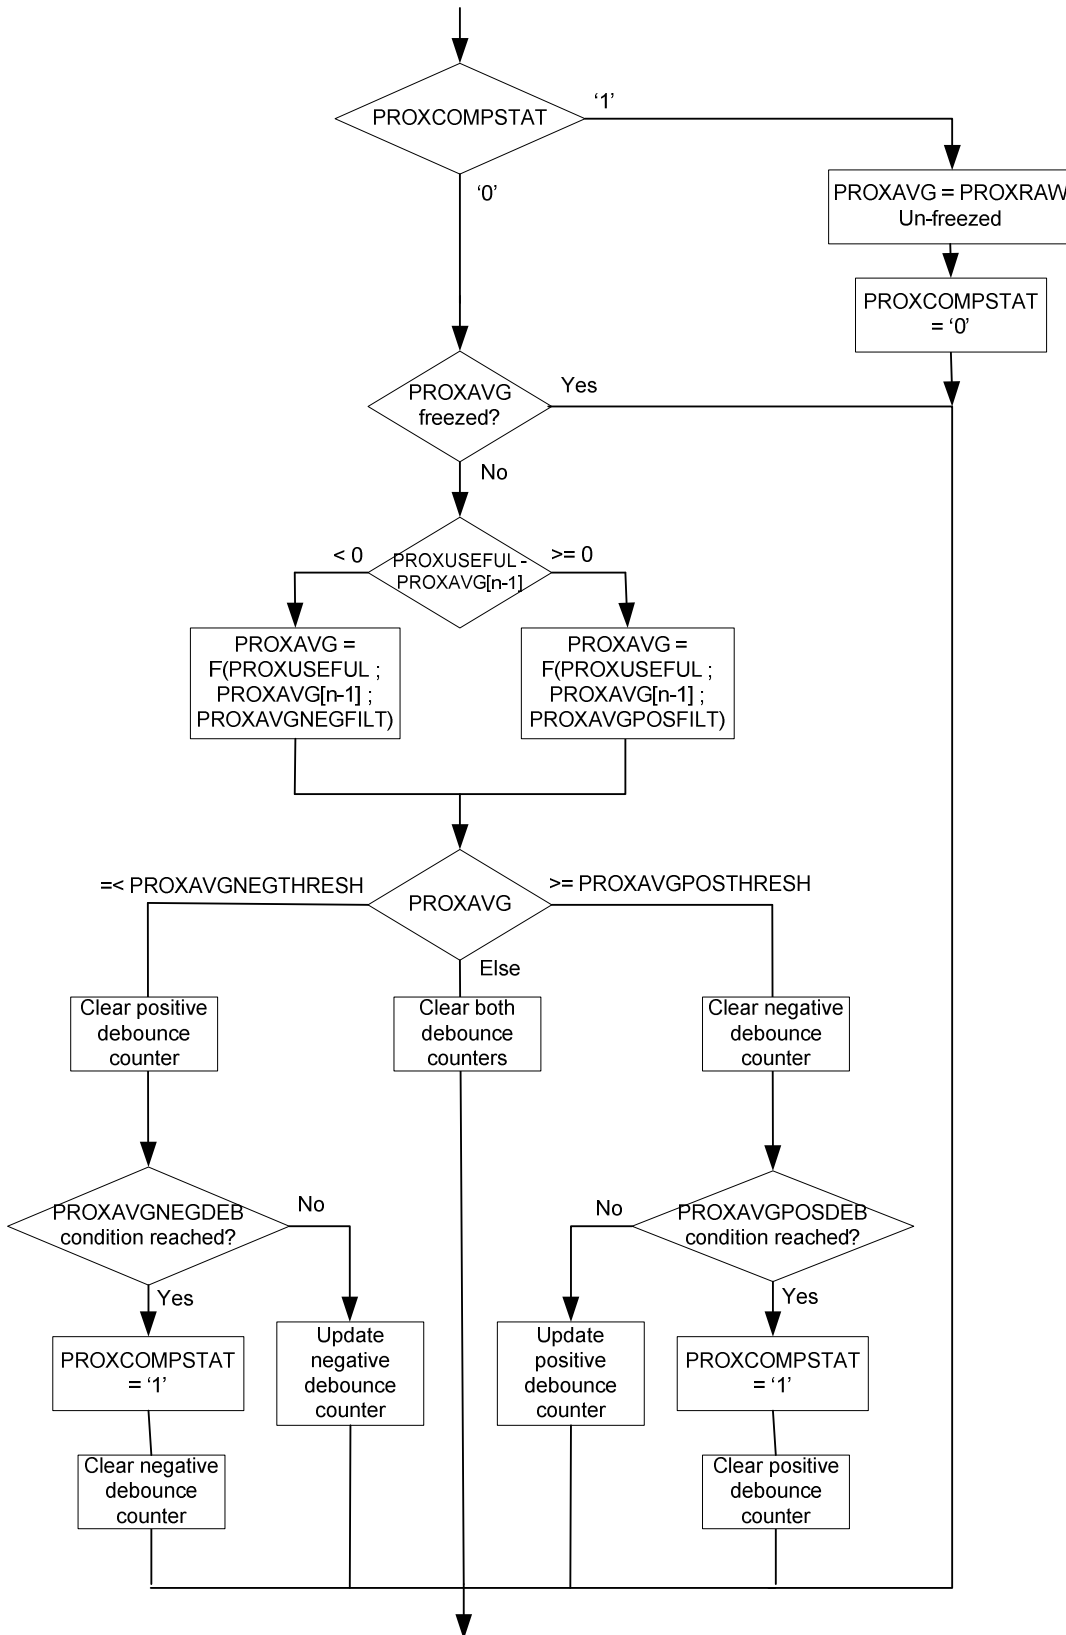 PROXCOMPSTAT
‘1’
‘0’
PROXAVG = PROXRAW
Un-freezed
PROXCOMPSTAT
= ‘0’
PROXAVG
freezed?
Yes
No
PROXUSEFUL -
PROXAVG[n-1]
< 0
>= 0
PROXAVG =
F(PROXUSEFUL ;
PROXAVG[n-1] ;
PROXAVGNEGFILT)
PROXAVG =
F(PROXUSEFUL ;
PROXAVG[n-1] ;
PROXAVGPOSFILT)
=< PROXAVGNEGTHRESH
PROXAVG
>= PROXAVGPOSTHRESH
Else
Clear positive
debounce
counter
Clear both
debounce
counters
Clear negative
debounce
counter
PROXAVGNEGDEB
condition reached?
No
Yes
No
PROXAVGPOSDEB
condition reached?
Yes
PROXCOMPSTAT
= ‘1’
Update
negative
debounce
counter
Update
positive
debounce
counter
PROXCOMPSTAT
= ‘1’
Clear negative
debounce
counter
Clear positive
debounce
counter